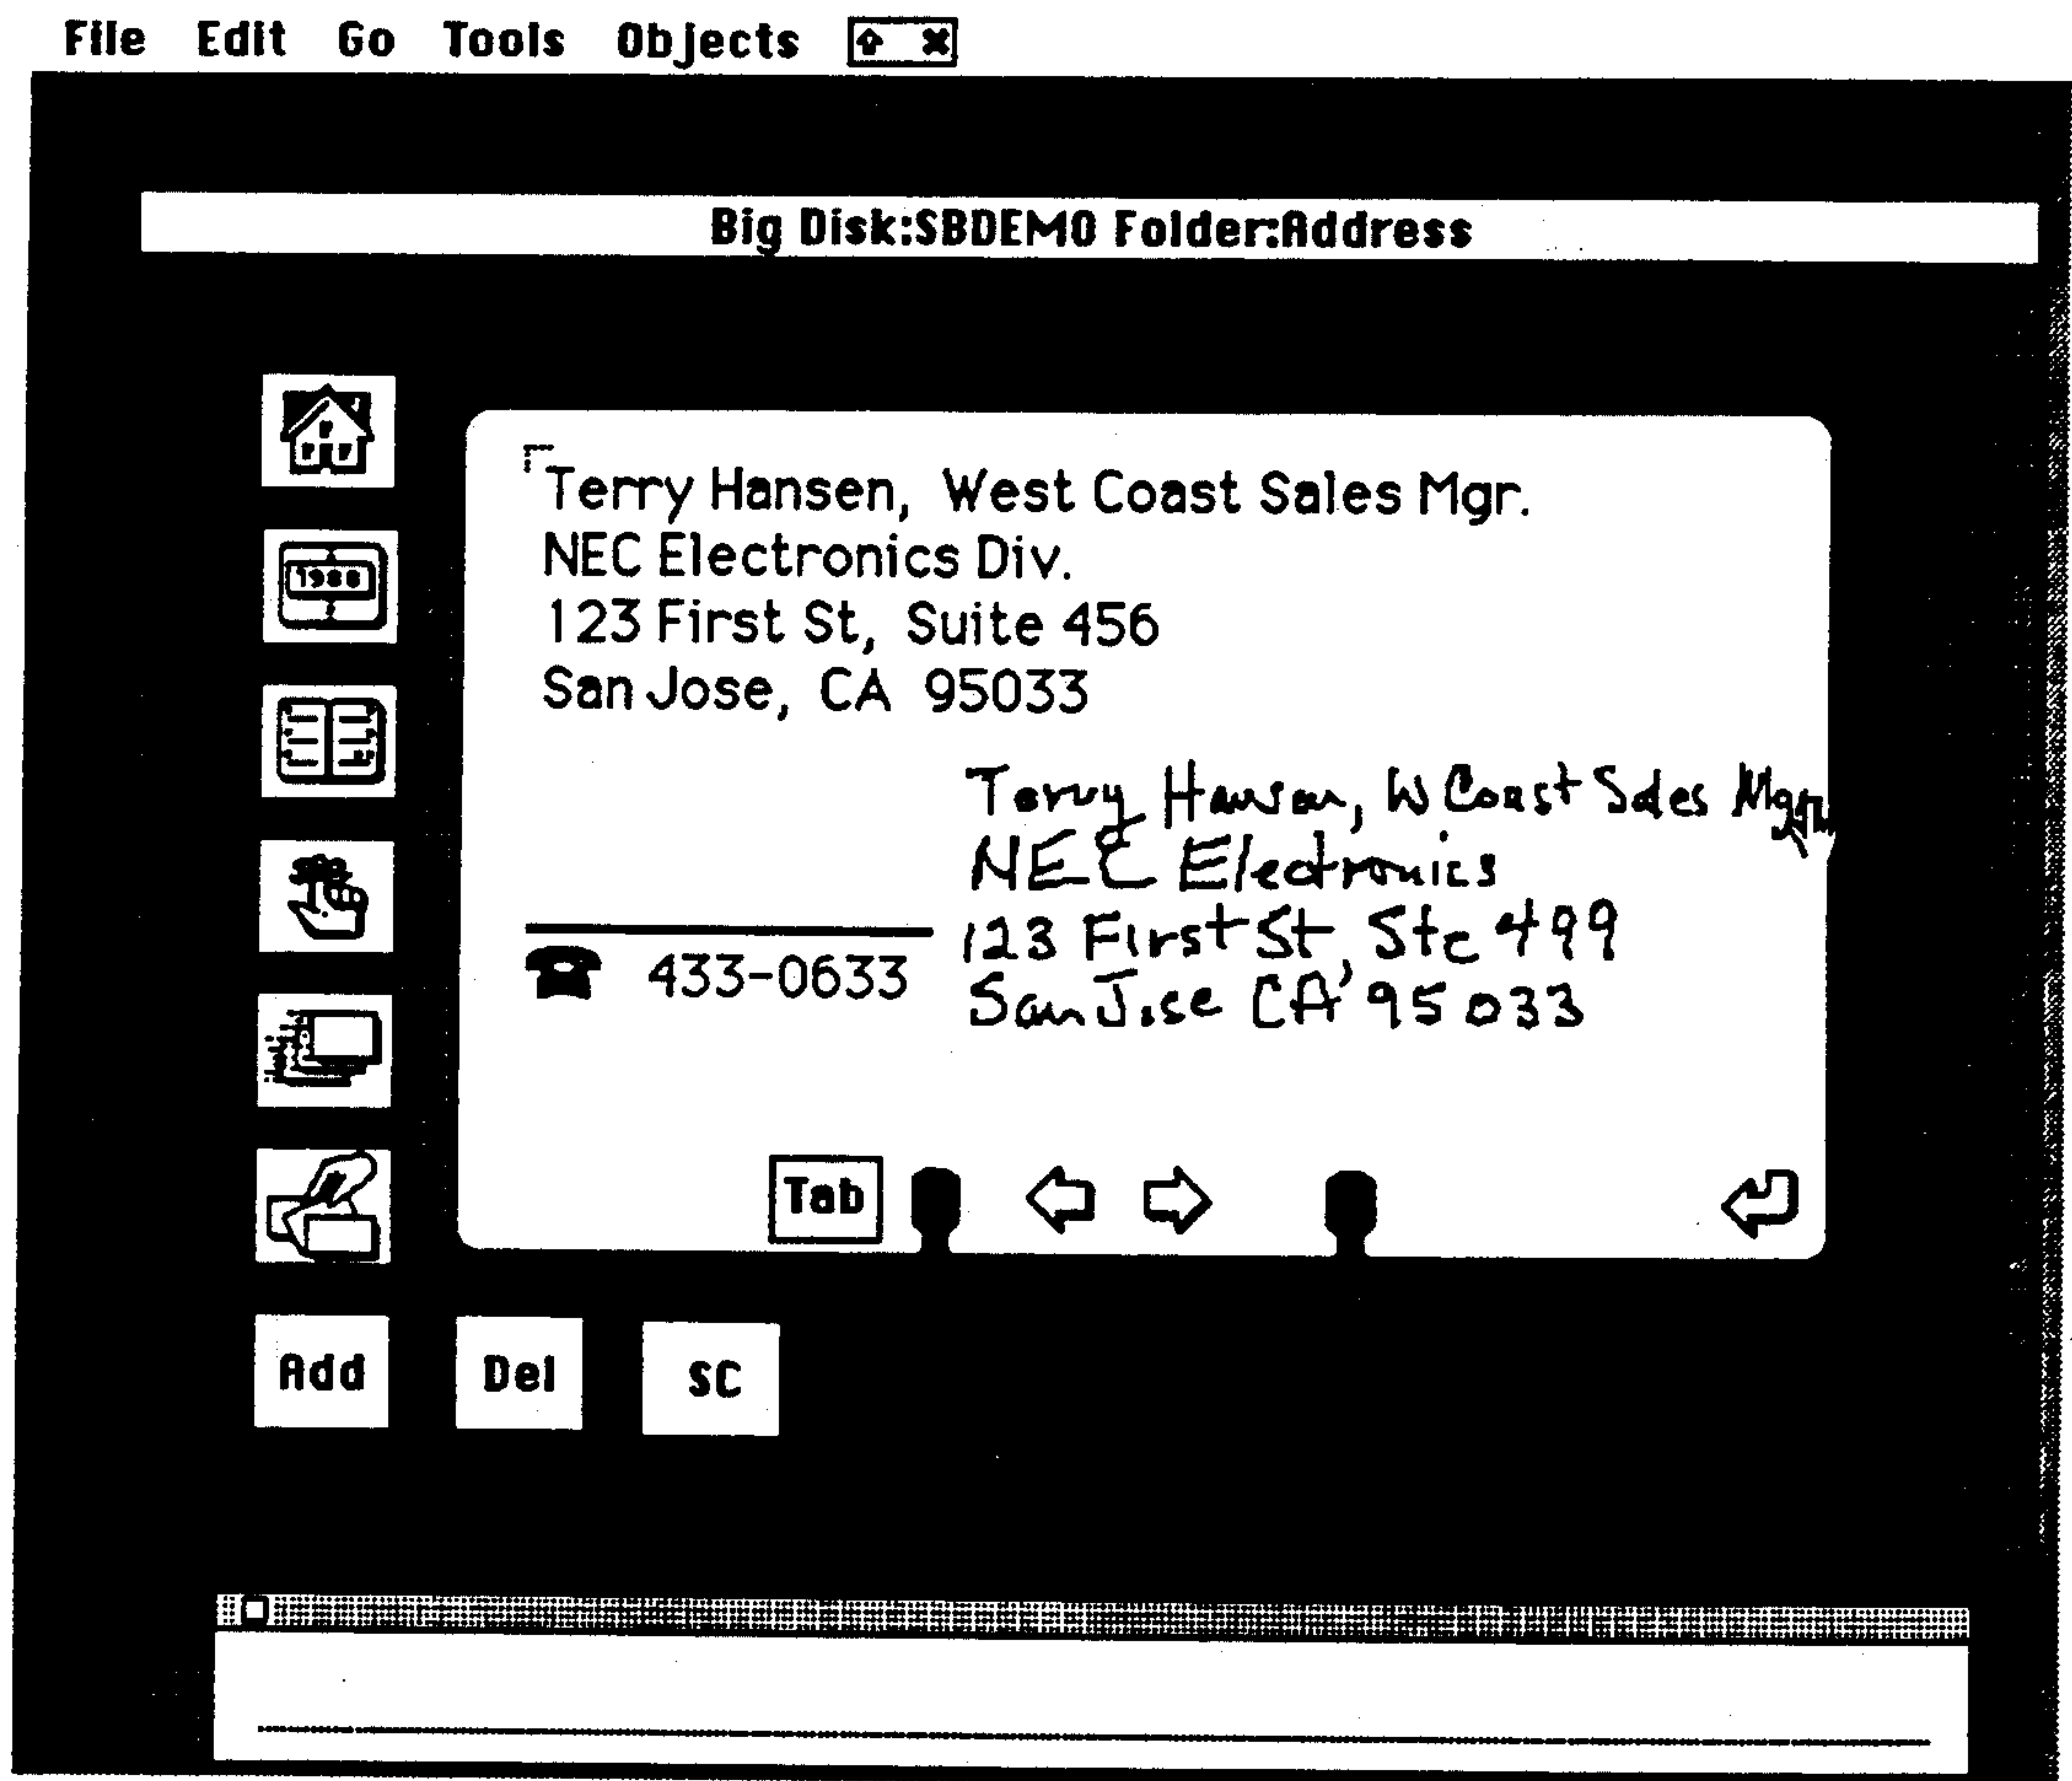 File Edit Go Tools Objects
Big Disk:SBDEMO Folder:Address
1988
Terry Hansen, West Coast Sales Mgr.
NEC Electronics Div.
123 First St, Suite 456
San Jose, CA 95033
Terry Hansen, W Coast Sales Mgr
NEC Electronics
123 First St, Ste 499
San Jose CA 95033
433-0633
Tab
Add Del SC